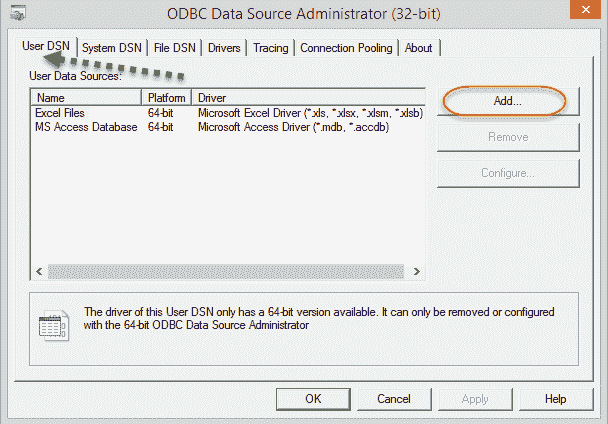 ODBC Data Source Administrator (32-bit)
User DSN System DSN File DSN Drivers Tracing Connection Pooling About
User Data Sources:
Name Platform Driver
Excel Files 64-bit Microsoft Excel Driver (*.xls, *.xlsx, *.xlsm, *.xlsb)
MS Access Database 64-bit Microsoft Access Driver (*.mdb, *.accdb)
Add...
Remove
Configure...
The driver of this User DSN only has a 64-bit version available. It can only be removed or configured
with the 64-bit ODBC Data Source Administrator
OK Cancel Apply Help